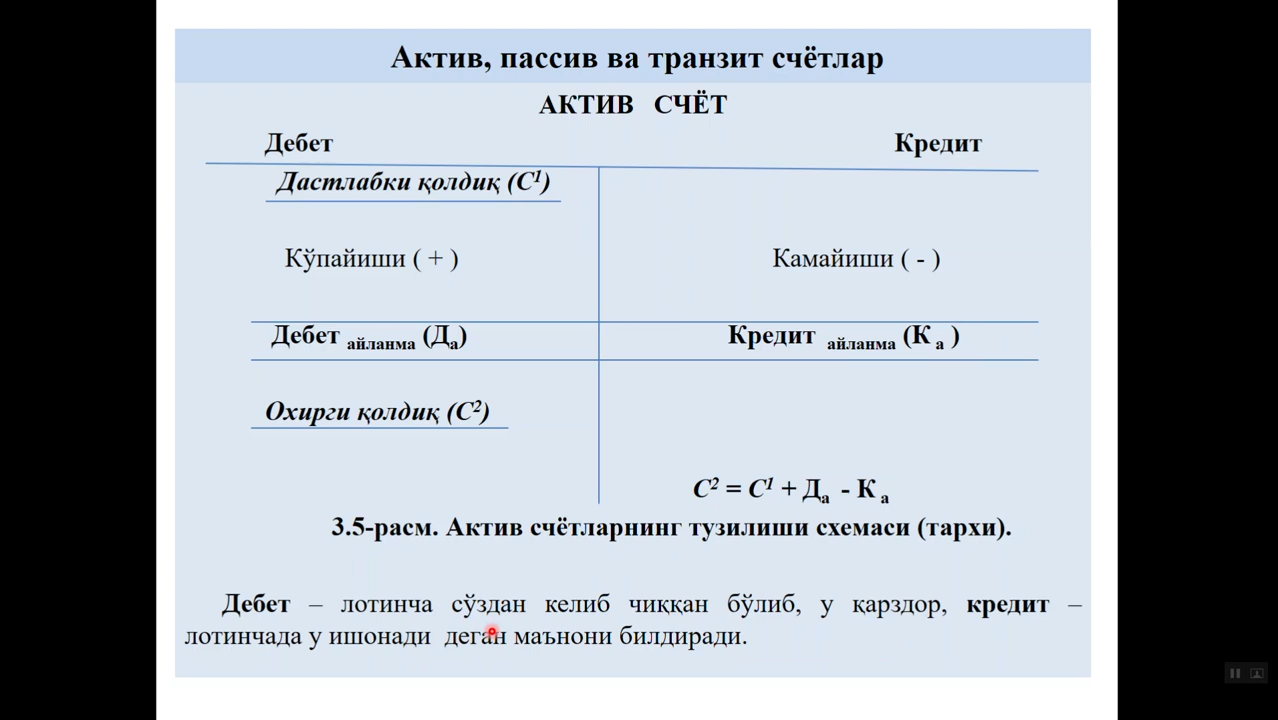 Актив, пассив ва транзит счётлар
АКТИВ СЧЁТ
Дебет Кредит
Дастлабки қолдиқ (С¹)
Кўпайиши ( + ) Камайиши ( - )
Дебет айланма (Да) Кредит айланма (К а )
Охирги қолдиқ (С²)
С² = С¹ + Да - К а
3.5-расм. Актив счётларнинг тузилиши схемаси (тархи).
Дебет – лотинча сўздан келиб чиққан бўлиб, у қарздор, кредит –
лотинчада у ишонади деган маънони билдиради.